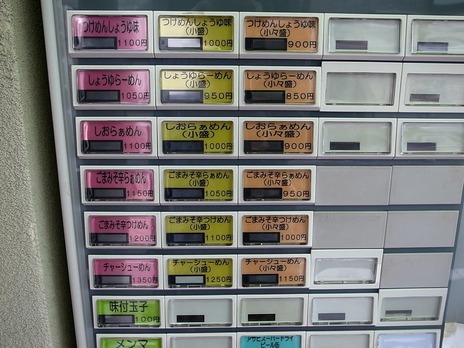 つけめんしょうゆ味
1100円
つけめんしょうゆ味
(小盛)
1000円
つけめんしょうゆ味
(小々盛)
900円
しょうゆらーめん
1050円
しょうゆらーめん
(小盛)
950円
しょうゆらーめん
(小々盛)
850円
しおらぁめん
1100円
しおらぁめん
(小盛)
1000円
しおらぁめん
(小々盛)
900円
ごまみそ辛らぁめん
1150円
ごまみそ辛らぁめん
(小盛)
1050円
ごまみそ辛らぁめん
(小々盛)
950円
ごまみそ辛つけめん
1200円
ごまみそ辛つけめん
(小盛)
1100円
ごまみそ辛つけめん
(小々盛)
1000円
チャーシューめん
1350円
チャーシューめん
(小盛)
1250円
チャーシューめん
(小々盛)
1150円
味付玉子
100円
メンマ
アサヒスーパードライ
ビール缶